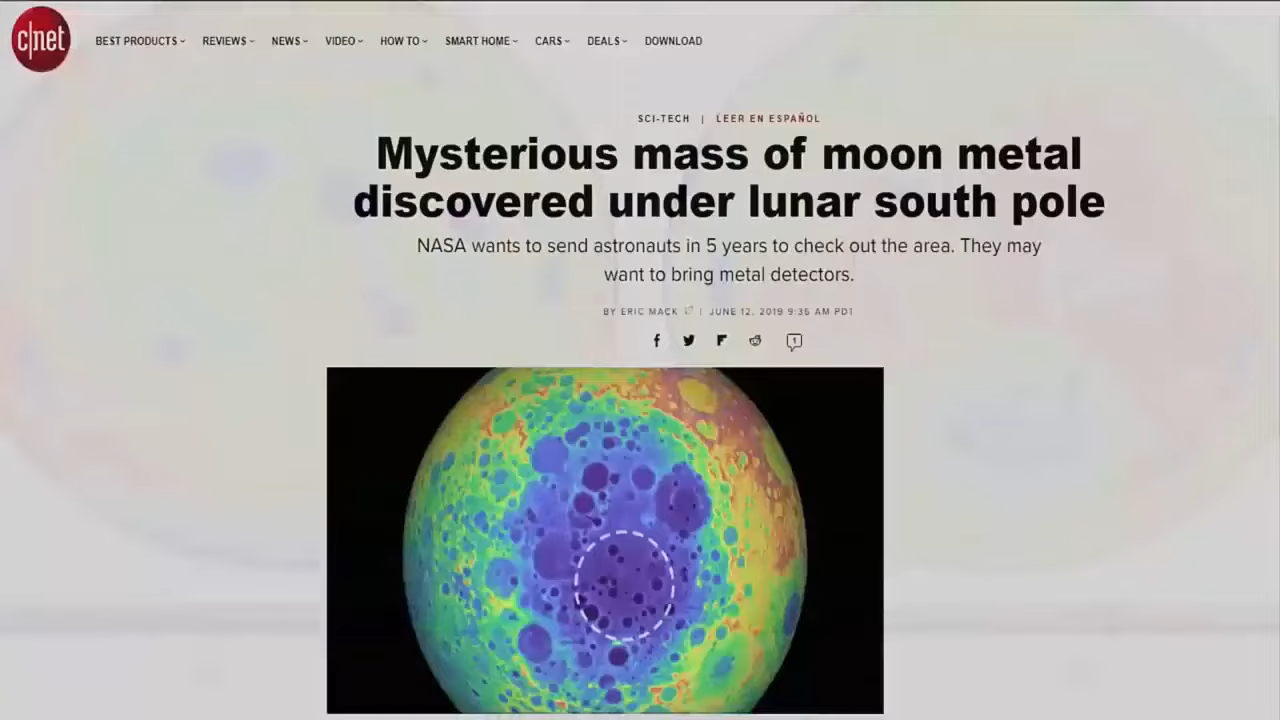 c|net
BEST PRODUCTS REVIEWS NEWS VIDEO HOW TO SMART HOME CARS DEALS DOWNLOAD
SCI-TECH | LEER EN ESPAÑOL
Mysterious mass of moon metal
discovered under lunar south pole
NASA wants to send astronauts in 5 years to check out the area. They may
want to bring metal detectors.
BY ERIC MACK | JUNE 12, 2019 9:35 AM PDT
1